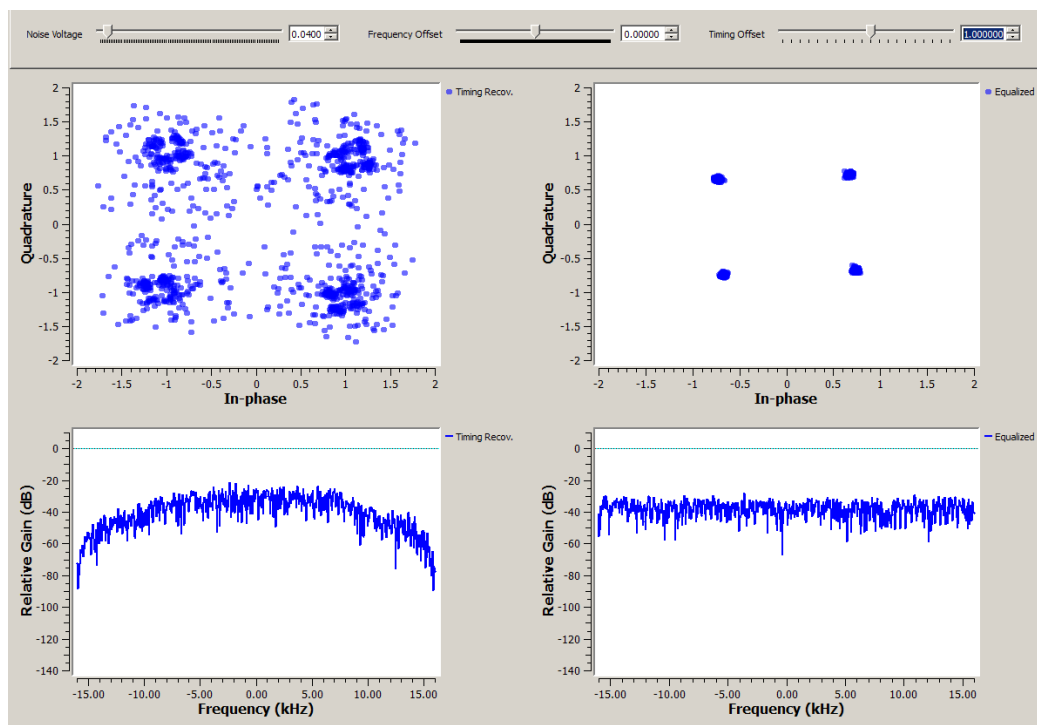 Noise Voltage 0.0400 Frequency Offset 0.00000 Timing Offset 1.000000
Timing Recov.
2
1.5
1
0.5
0
-0.5
-1
-1.5
-2
Quadrature
-2 -1.5 -1 -0.5 0 0.5 1 1.5 2
In-phase
Equalized
2
1.5
1
0.5
0
-0.5
-1
-1.5
-2
Quadrature
-2 -1.5 -1 -0.5 0 0.5 1 1.5 2
In-phase
Timing Recov.
0
-20
-40
-60
-80
-100
-120
-140
Relative Gain (dB)
-15.00 -10.00 -5.00 0.00 5.00 10.00 15.00
Frequency (kHz)
Equalized
0
-20
-40
-60
-80
-100
-120
-140
Relative Gain (dB)
-15.00 -10.00 -5.00 0.00 5.00 10.00 15.00
Frequency (kHz)